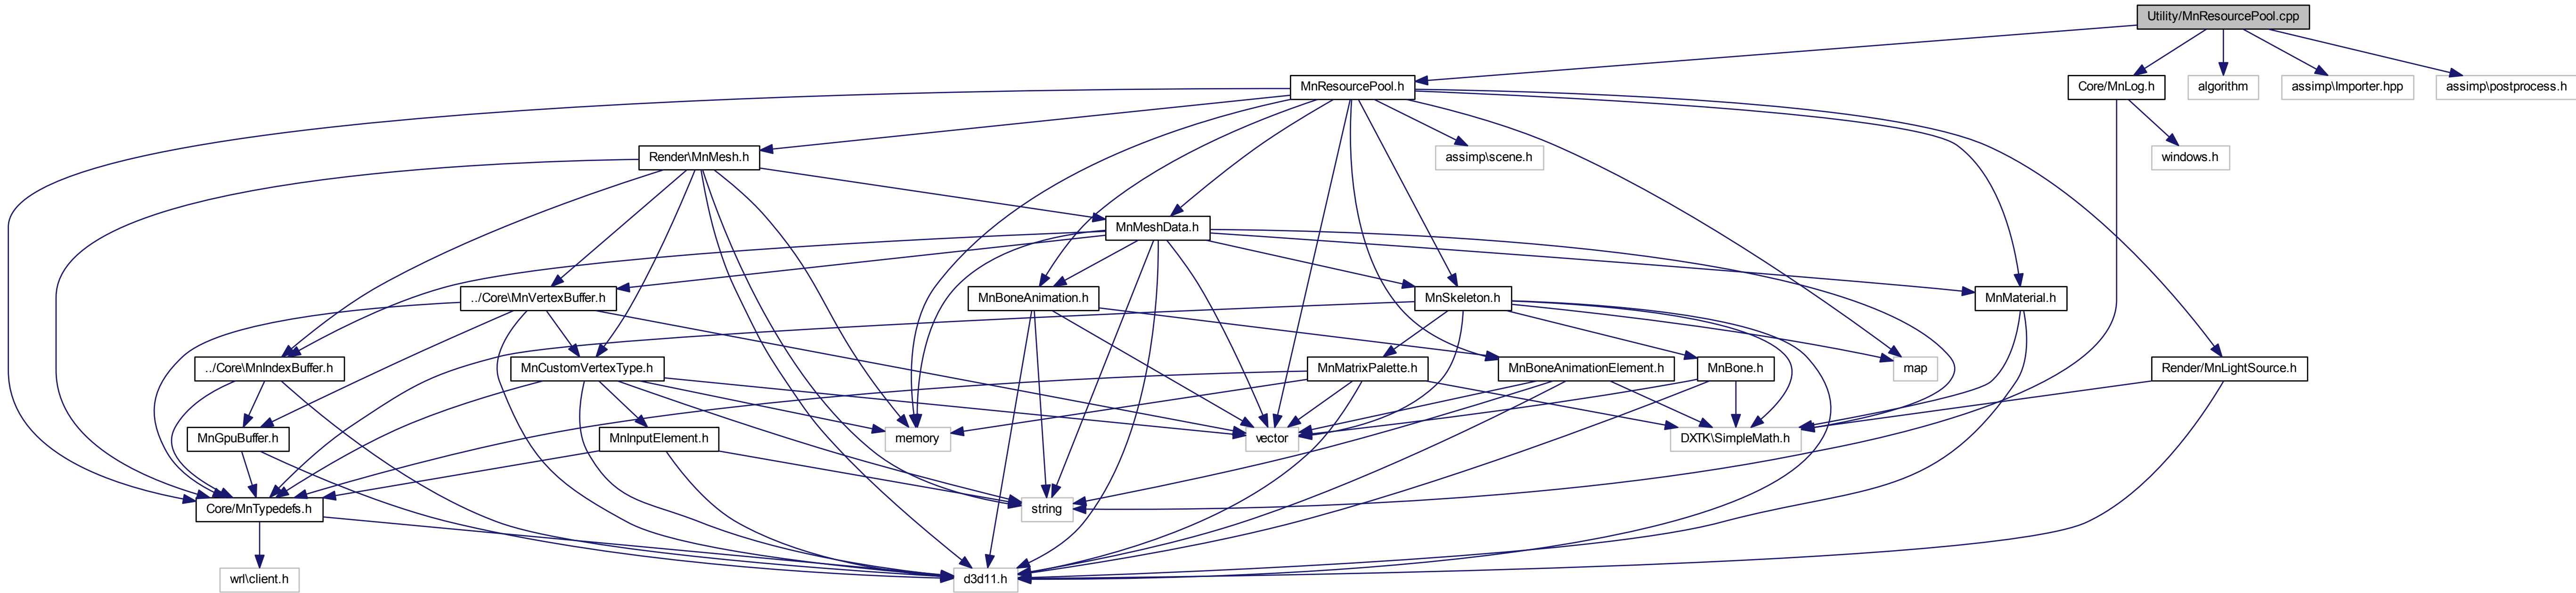 Utility/MnResourcePool.cpp
MnResourcePool.h
Core/MnLog.h
algorithm
assimp\Importer.hpp
assimp\postprocess.h
Render\MnMesh.h
assimp\scene.h
windows.h
MnMeshData.h
../Core\MnVertexBuffer.h
MnBoneAnimation.h
MnSkeleton.h
MnMaterial.h
../Core\MnIndexBuffer.h
MnCustomVertexType.h
MnMatrixPalette.h
MnBoneAnimationElement.h
MnBone.h
map
Render/MnLightSource.h
MnGpuBuffer.h
MnInputElement.h
memory
vector
DXTK\SimpleMath.h
Core/MnTypedefs.h
string
wrl\client.h
d3d11.h